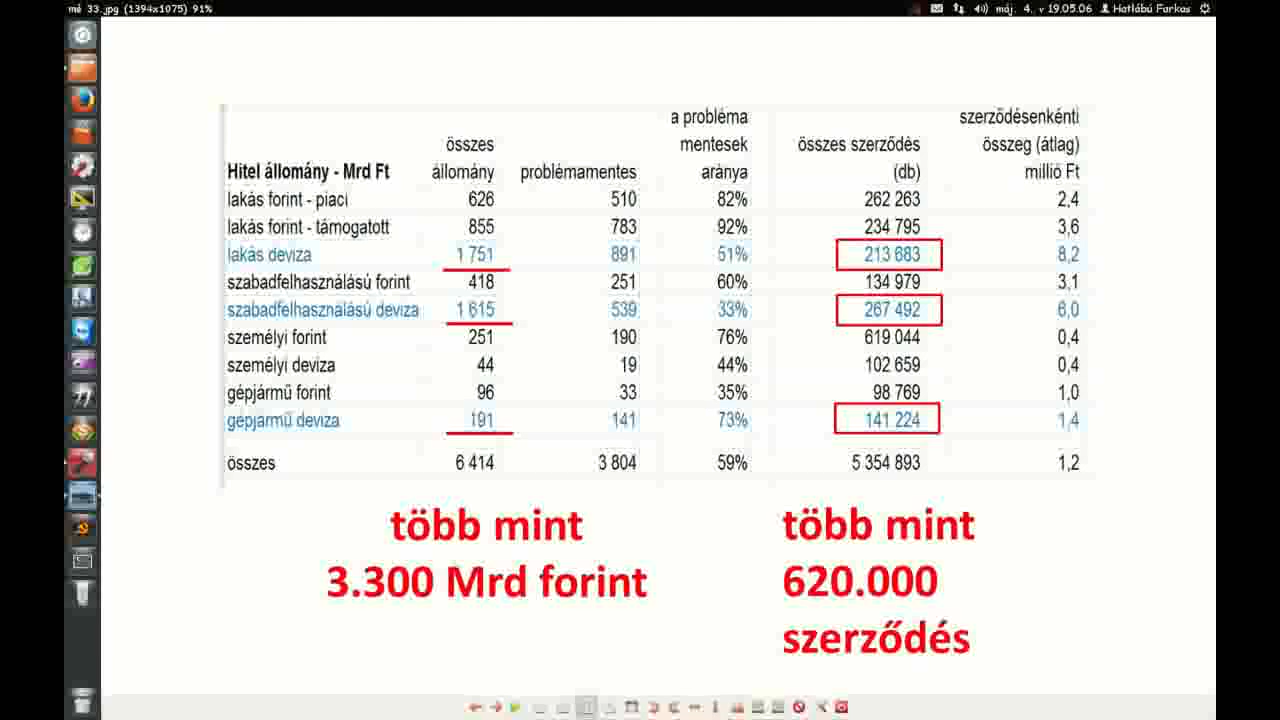 mé 33.jpg (1394x1075) 91%
máj. 4. v 19.05.06 Hatlábú Farkas
Hitel állomány - Mrd Ft összes állomány problémamentes a probléma mentesek aránya összes szerződés (db) szerződésenkénti összeg (átlag) millió Ft
lakás forint - piaci 626 510 82% 262 263 2,4
lakás forint - támogatott 855 783 92% 234 795 3,6
lakás deviza 1 751 891 51% 213 683 8,2
szabadfelhasználású forint 418 251 60% 134 979 3,1
szabadfelhasználású deviza 1 615 539 33% 267 492 6,0
személyi forint 251 190 76% 619 044 0,4
személyi deviza 44 19 44% 102 659 0,4
gépjármű forint 96 33 35% 98 769 1,0
gépjármű deviza 191 141 73% 141 224 1,4
összes 6 414 3 804 59% 5 354 893 1,2
több mint
3.300 Mrd forint
több mint
620.000
szerződés